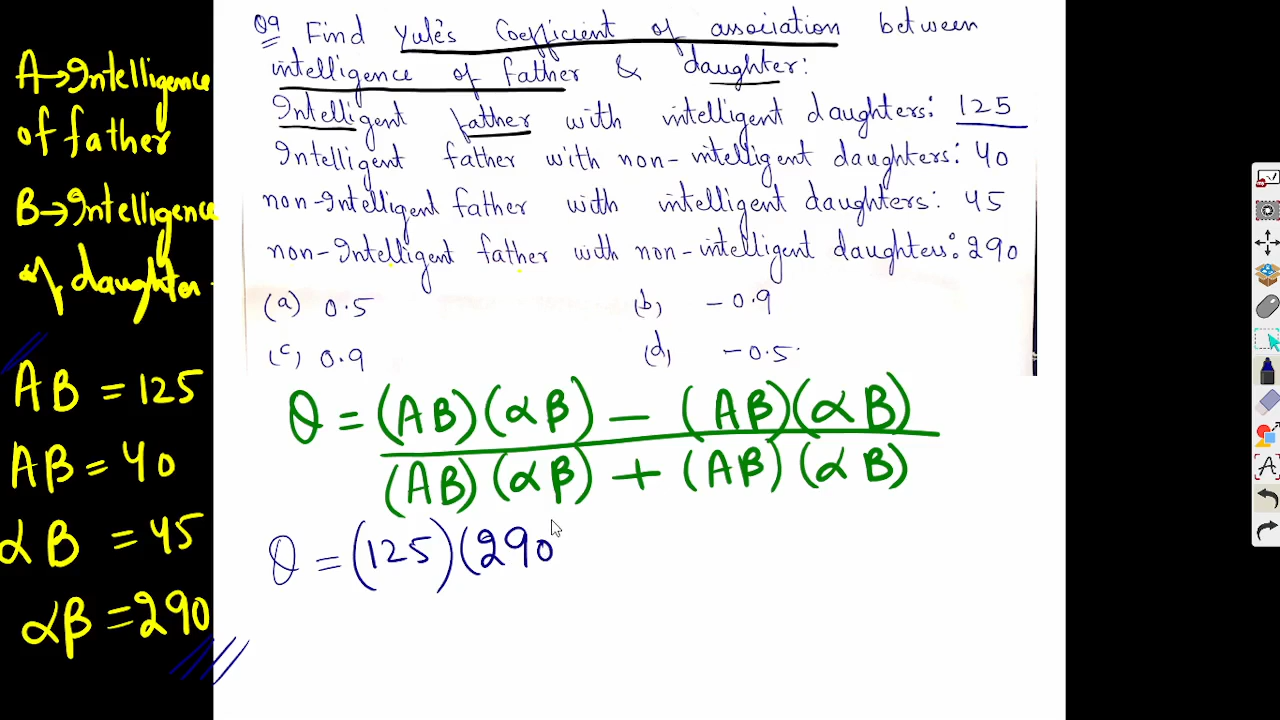 Q9 Find Yule's Coefficient of association between
intelligence of father & daughter:
Intelligent father with intelligent daughters: 125
Intelligent father with non-intelligent daughters: 40
non-Intelligent father with intelligent daughters: 45
non-Intelligent father with non-intelligent daughters: 290
(a) 0.5 (b) -0.9
(c) 0.9 (d) -0.5
A→Intelligence
of father
B→Intelligence
of daughter
AB = 125
Aβ = 40
αB = 45
αβ = 290
Q = (AB)(αβ) - (Aβ)(αB)
(AB)(αβ) + (Aβ)(αB)
Q = (125)(290